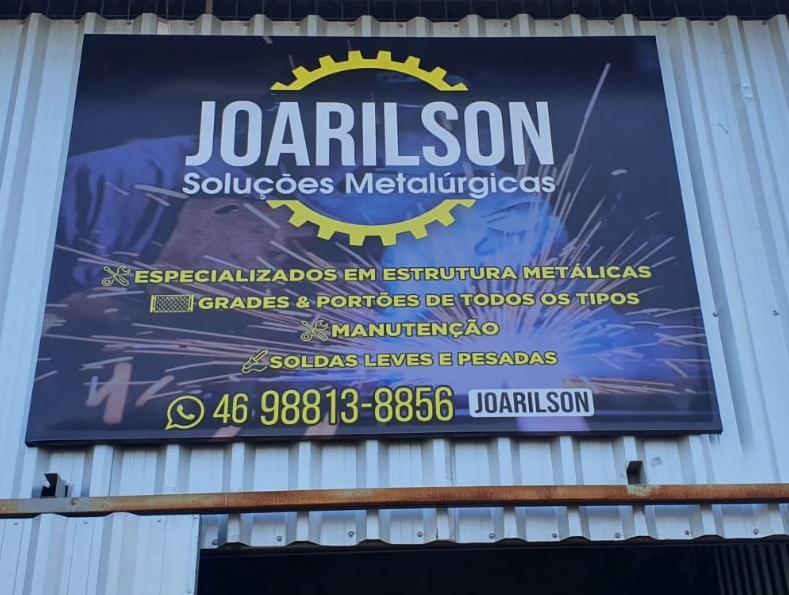 JOARILSON
Soluções Metalúrgicas
ESPECIALIZADOS EM ESTRUTURA METÁLICAS
GRADES & PORTÕES DE TODOS OS TIPOS
MANUTENÇÃO
SOLDAS LEVES E PESADAS
46 98813-8856 JOARILSON